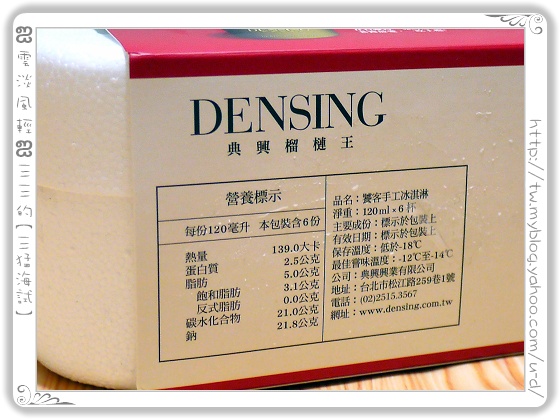 DENSING
典興榴槤王
營養標示
每份120毫升 本包裝含6份
熱量 139.0大卡
蛋白質 2.5公克
脂肪 5.0公克
飽和脂肪 3.1公克
反式脂肪 0.0公克
碳水化合物 21.0公克
鈉 21.8公克
品名：饕客手工冰淇淋
淨重：120ml×6 杯
主要成份：標示於包裝上
有效日期：標示於包裝上
保存溫度：低於-18℃
最佳嘗味溫度：-12℃至-14℃
公司：典興興業有限公司
地址：台北市松江路259巷1號
電話：(02)2515.3567
網址：www.densing.com.tw
雲淡風輕 三三的【三猛海試】
http://tw.myblog.yahoo.com/u-d/